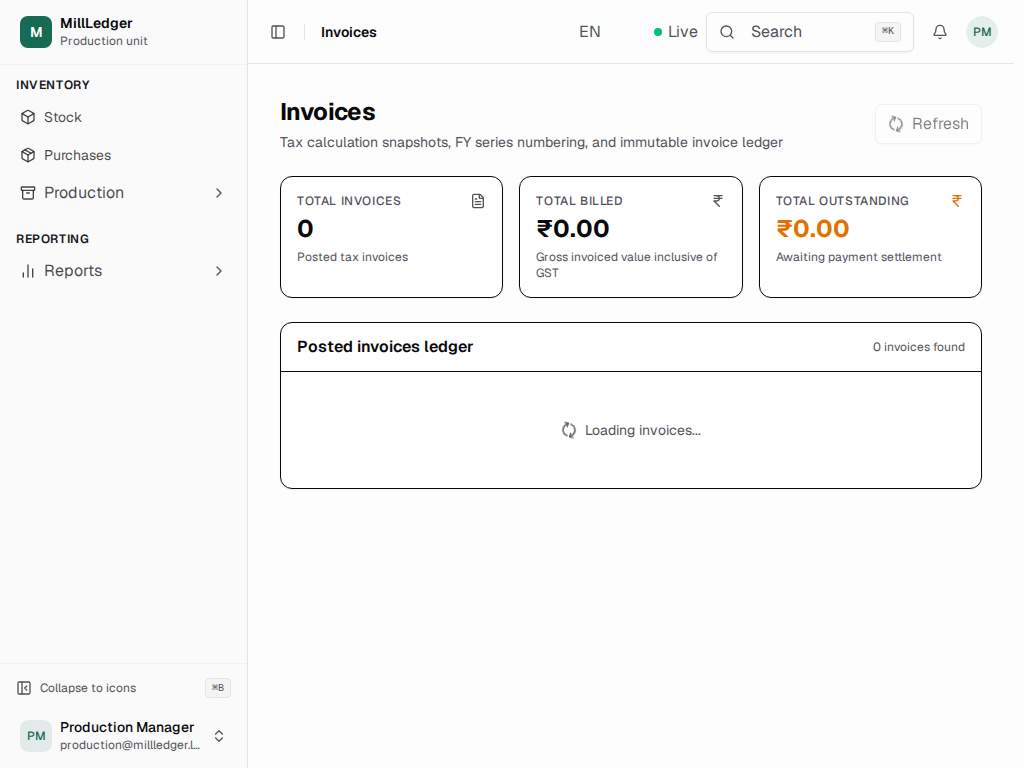 M
MillLedger
Production unit
INVENTORY
Stock
Purchases
Production
REPORTING
Reports
Collapse to icons
⌘B
PM
Production Manager
production@millledger.l...
Invoices
EN
Live
Search
⌘K
PM
Invoices
Tax calculation snapshots, FY series numbering, and immutable invoice ledger
Refresh
TOTAL INVOICES
0
Posted tax invoices
TOTAL BILLED
₹
₹0.00
Gross invoiced value inclusive of
GST
TOTAL OUTSTANDING
₹
₹0.00
Awaiting payment settlement
Posted invoices ledger
0 invoices found
Loading invoices...